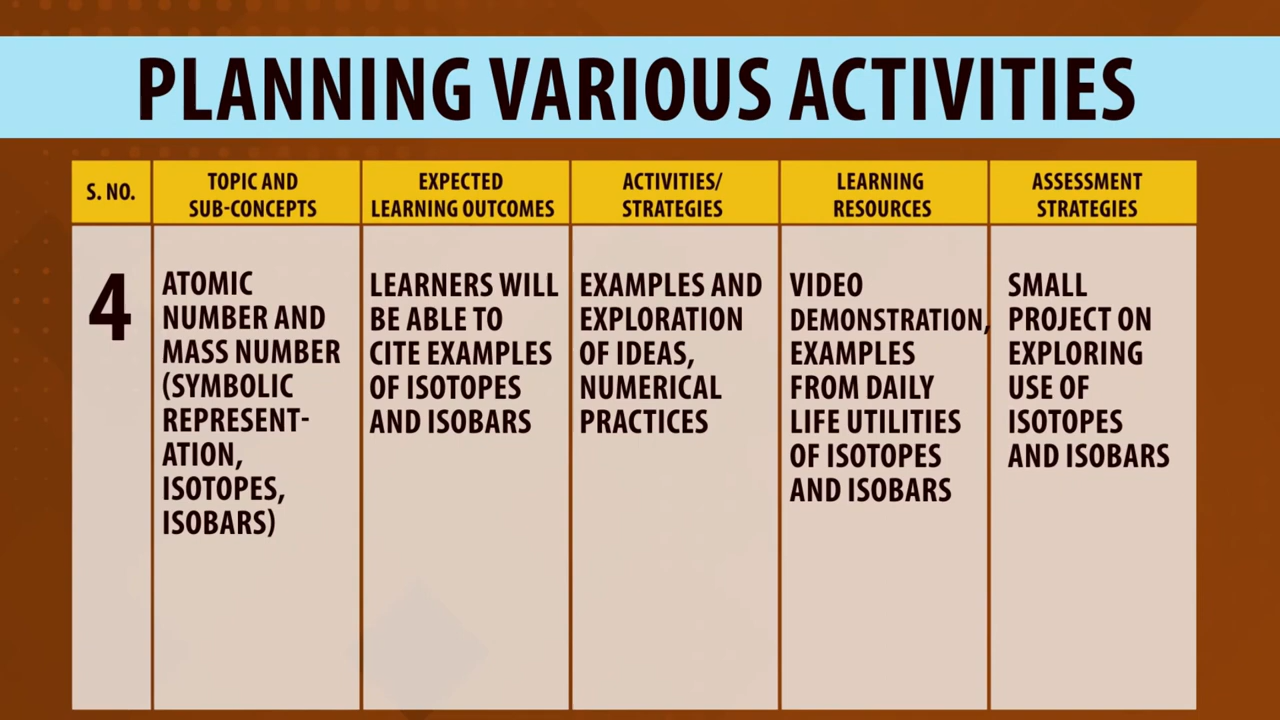 PLANNING VARIOUS ACTIVITIES
S. NO.
TOPIC AND
SUB-CONCEPTS
EXPECTED
LEARNING OUTCOMES
ACTIVITIES/
STRATEGIES
LEARNING
RESOURCES
ASSESSMENT
STRATEGIES
4
ATOMIC
NUMBER AND
MASS NUMBER
(SYMBOLIC
REPRESENT-
ATION,
ISOTOPES,
ISOBARS)
LEARNERS WILL
BE ABLE TO
CITE EXAMPLES
OF ISOTOPES
AND ISOBARS
EXAMPLES AND
EXPLORATION
OF IDEAS,
NUMERICAL
PRACTICES
VIDEO
DEMONSTRATION,
EXAMPLES
FROM DAILY
LIFE UTILITIES
OF ISOTOPES
AND ISOBARS
SMALL
PROJECT ON
EXPLORING
USE OF
ISOTOPES
AND ISOBARS